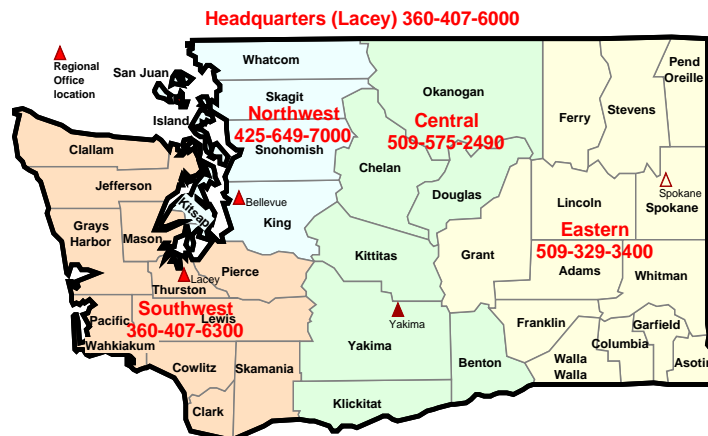 Headquarters (Lacey) 360-407-6000
Regional
Office
location
San Juan
Whatcom
Skagit
Island
Northwest
425-649-7000
Snohomish
Bellevue
King
Kitsap
Clallam
Jefferson
Grays
Harbor
Mason
Lacey
Thurston
Pierce
Southwest
360-407-6300
Lewis
Pacific
Wahkiakum
Cowlitz
Skamania
Clark
Okanogan
Central
509-575-2490
Chelan
Douglas
Kittitas
Yakima
Yakima
Benton
Klickitat
Ferry
Stevens
Pend
Oreille
Lincoln
Spokane
Spokane
Eastern
509-329-3400
Grant
Adams
Whitman
Franklin
Walla
Walla
Columbia
Garfield
Asotin